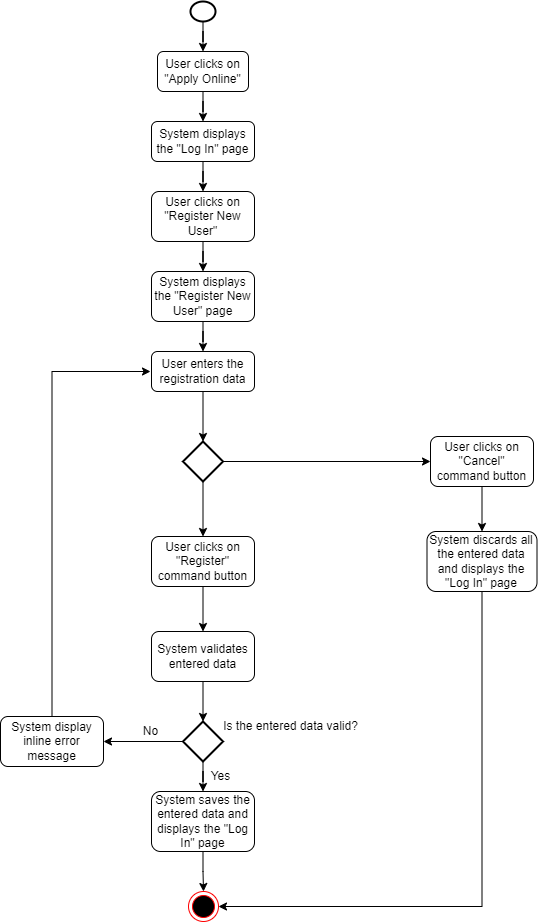 User clicks on
"Apply Online"
System displays
the "Log In" page
User clicks on
"Register New
User"
System displays
the "Register New
User" page
User enters the
registration data
User clicks on
"Cancel"
command button
System discards all
the entered data
and displays the
"Log In" page
User clicks on
"Register"
command button
System validates
entered data
Is the entered data valid?
No
System display
inline error
message
Yes
System saves the
entered data and
displays the "Log
In" page